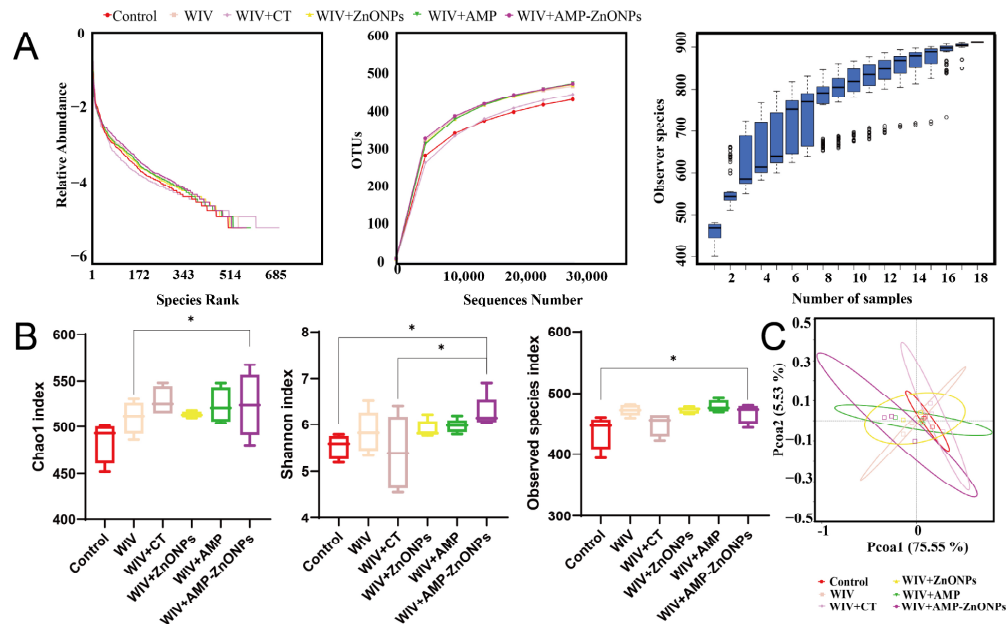 Control WIV WIV+CT WIV+ZnONPs WIV+AMP WIV+AMP-ZnONPs
A
Relative Abundance
0
−2
−4
−6
1 172 343 514 685
Species Rank
OTUs
600
500
400
300
200
100
0
0 10,000 20,000 30,000
Sequences Number
Observer species
900
800
700
600
500
400
2 4 6 8 10 12 14 16 18
Number of samples
B
Chao1 index
600
550
500
450
400
*
Control
WIV
WIV+CT
WIV+ZnONPs
WIV+AMP
WIV+AMP-ZnONPs
Shannon index
8
7
6
5
4
*
*
Control
WIV
WIV+CT
WIV+ZnONPs
WIV+AMP
WIV+AMP-ZnONPs
Observed species index
600
500
400
300
*
Control
WIV
WIV+CT
WIV+ZnONPs
WIV+AMP
WIV+AMP-ZnONPs
C
Pcoa2 (5.53 %)
0.5
0.3
0.1
-0.1
-0.3
-0.5
-1 0 1
Pcoa1 (75.55 %)
Control WIV+ZnONPs
WIV WIV+AMP
WIV+CT WIV+AMP-ZnONPs